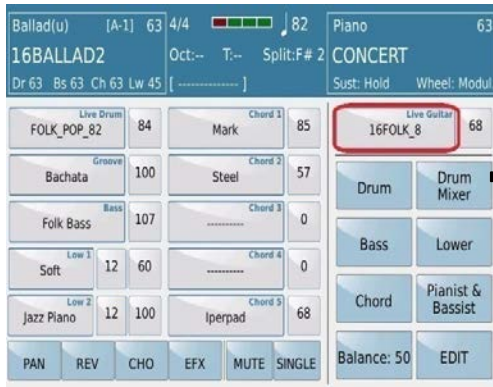 Ballad(u) [A-1] 63 4/4 82 Piano 63
16BALLAD2 Oct:-- T:-- Split:F# 2 CONCERT
Dr 63 Bs 63 Ch 63 Lw 45 [ -------------- ] Sust: Hold Wheel: Modul
Live Drum
FOLK_POP_82 84
Chord 1
Mark 85
Live Guitar
16FOLK_8 68
Groove
Bachata 100
Chord 2
Steel 57
Drum
Drum
Mixer
Bass
Folk Bass 107
Chord 3
---------- 0
Bass
Lower
Low 1
Soft 12 60
Chord 4
---------- 0
Low 2
Jazz Piano 12 100
Chord 5
Iperpad 68
Chord
Pianist &
Bassist
PAN REV CHO EFX MUTE SINGLE Balance: 50 EDIT